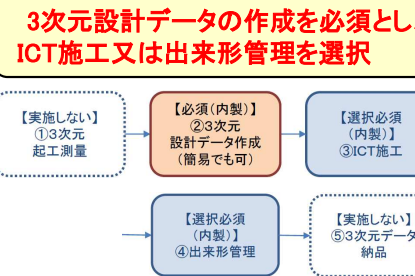 3次元設計データの作成を必須とし
ICT施工又は出来形管理を選択
【実施しない】
①3次元
起工測量
【必須(内製)】
②3次元
設計データ作成
(簡易でも可)
【選択必須
(内製)】
③ICT施工
【選択必須
(内製)】
④出来形管理
【実施しない】
⑤3次元データ
納品